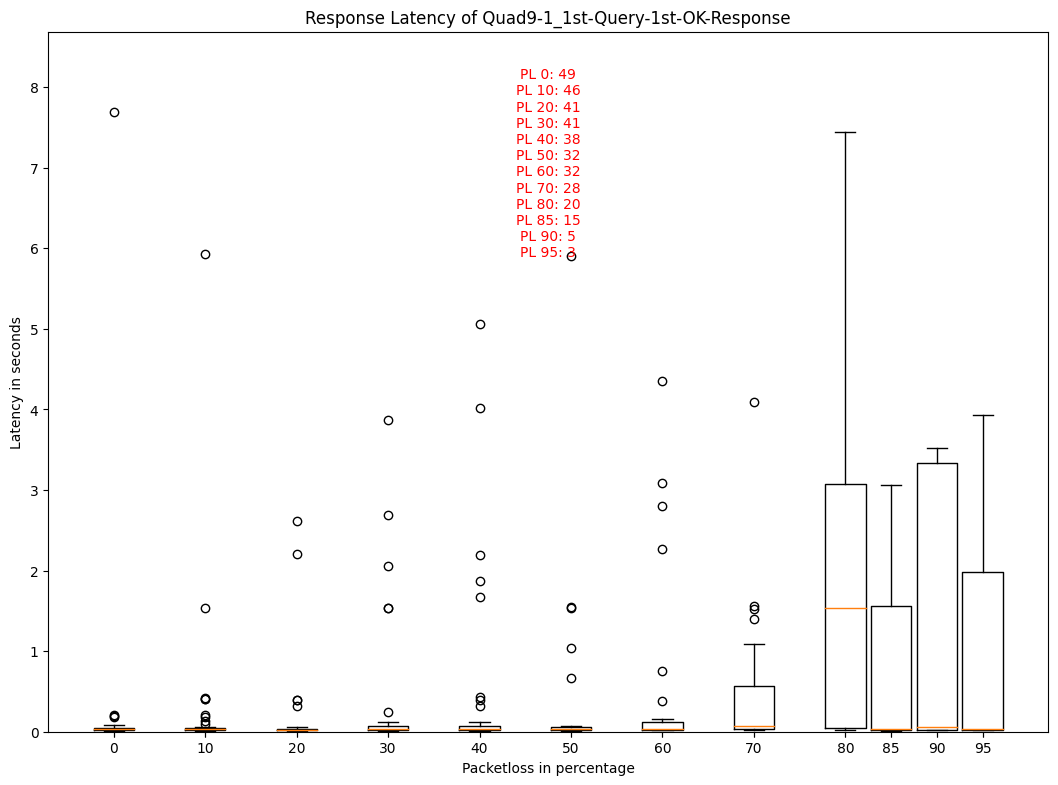 Response Latency of Quad9-1_1st-Query-1st-OK-Response
PL 0: 49
PL 10: 46
PL 20: 41
PL 30: 41
PL 40: 38
PL 50: 32
PL 60: 32
PL 70: 28
PL 80: 20
PL 85: 15
PL 90: 5
PL 95: 3
8
7
6
5
4
3
2
1
0
Latency in seconds
0 10 20 30 40 50 60 70 80 85 90 95
Packetloss in percentage